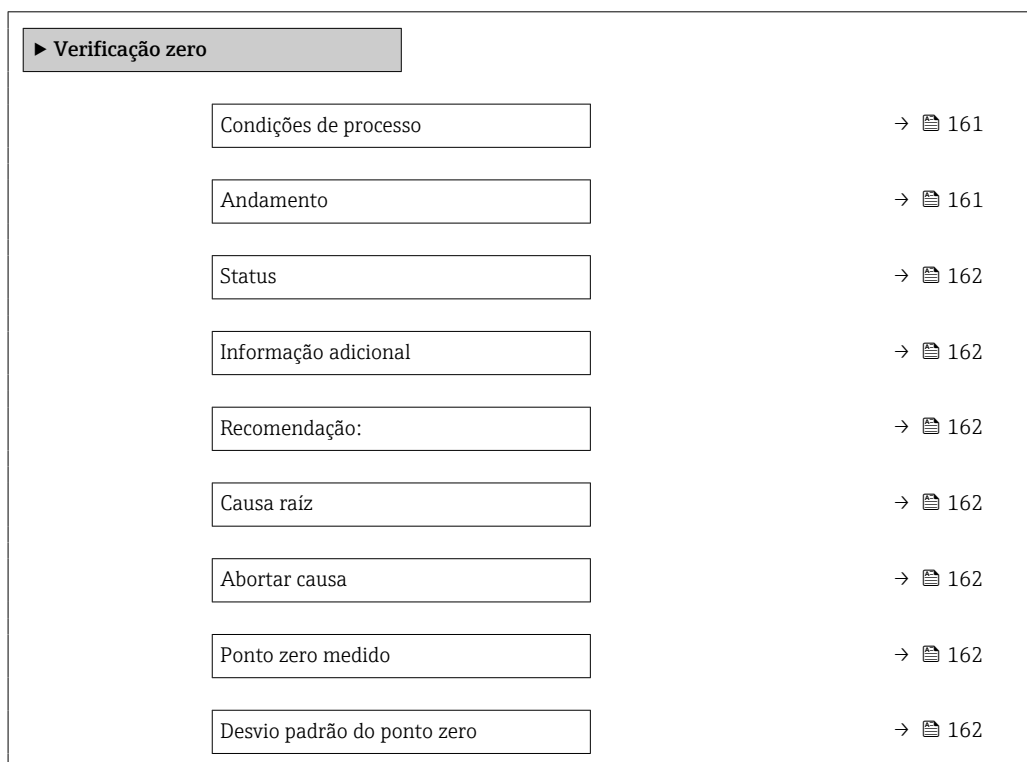 ▶ Verificação zero
Condições de processo → 161
Andamento → 161
Status → 162
Informação adicional → 162
Recomendação: → 162
Causa raíz → 162
Abortar causa → 162
Ponto zero medido → 162
Desvio padrão do ponto zero → 162